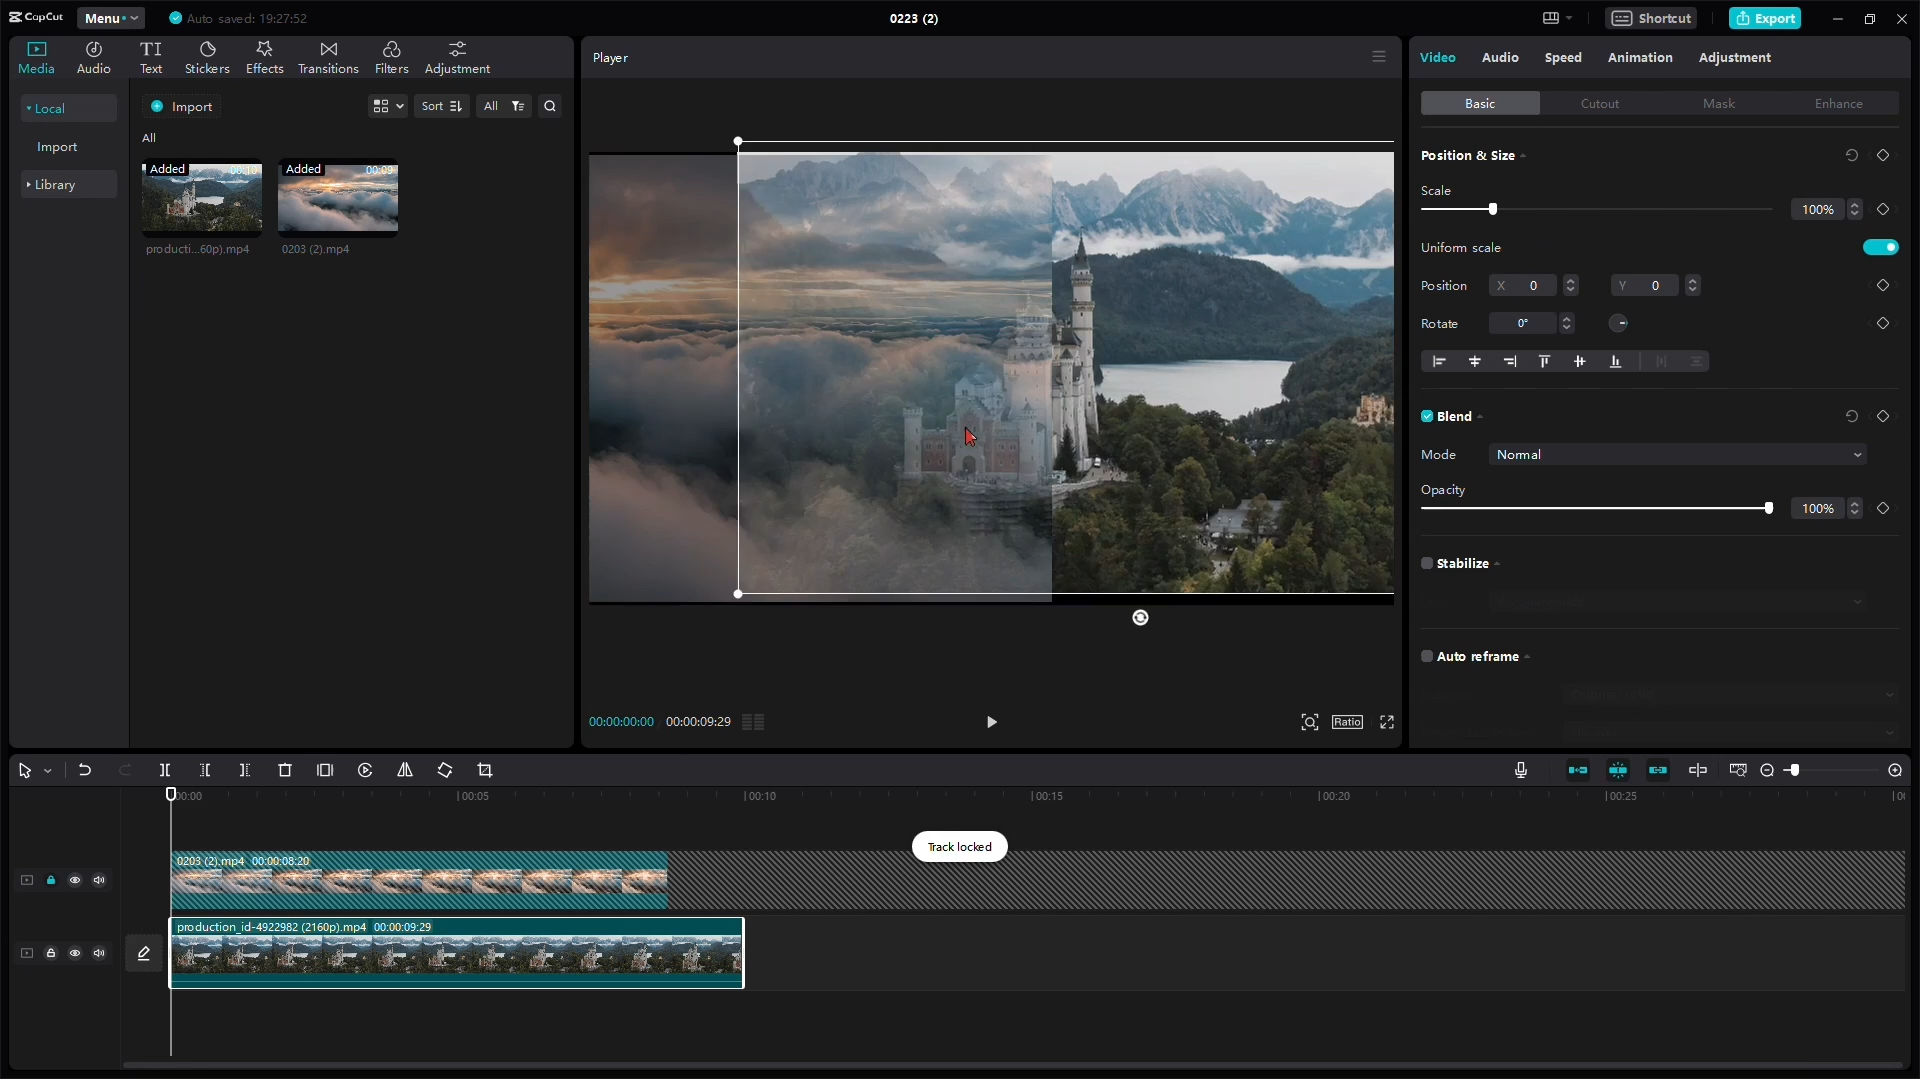 CapCut
Menu
Auto saved: 19:27:52
0223 (2)
Shortcut
Export
Media
Audio
Text
Stickers
Effects
Transitions
Filters
Adjustment
Local
Import
Library
Import
Sort
All
All
Added
00:10
Added
00:09
producti...60p).mp4
0203 (2).mp4
Player
00:00:00:00
00:00:09:29
Ratio
Video
Audio
Speed
Animation
Adjustment
Basic
Cutout
Mask
Enhance
Position & Size
Scale
100%
Uniform scale
Position
X
0
Y
0
Rotate
0°
Blend
Mode
Normal
Opacity
100%
Stabilize
Auto reframe
00:00
00:05
00:10
00:15
00:20
00:25
Track locked
0203 (2).mp4 00:00:08:20
production_id-4922982 (2160p).mp4 00:00:09:29